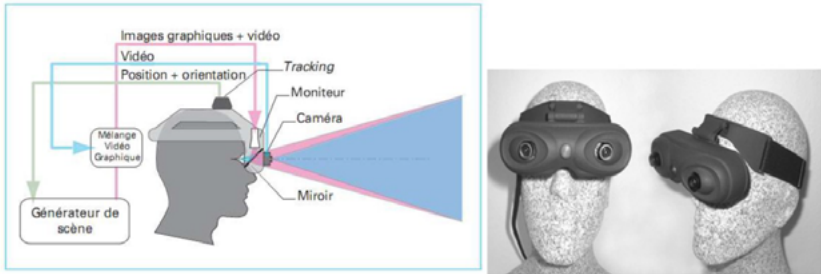 Images graphiques + vidéo
Vidéo
Position + orientation
Tracking
Moniteur
Caméra
Mélange
Vidéo
Graphique
Miroir
Générateur de
scène